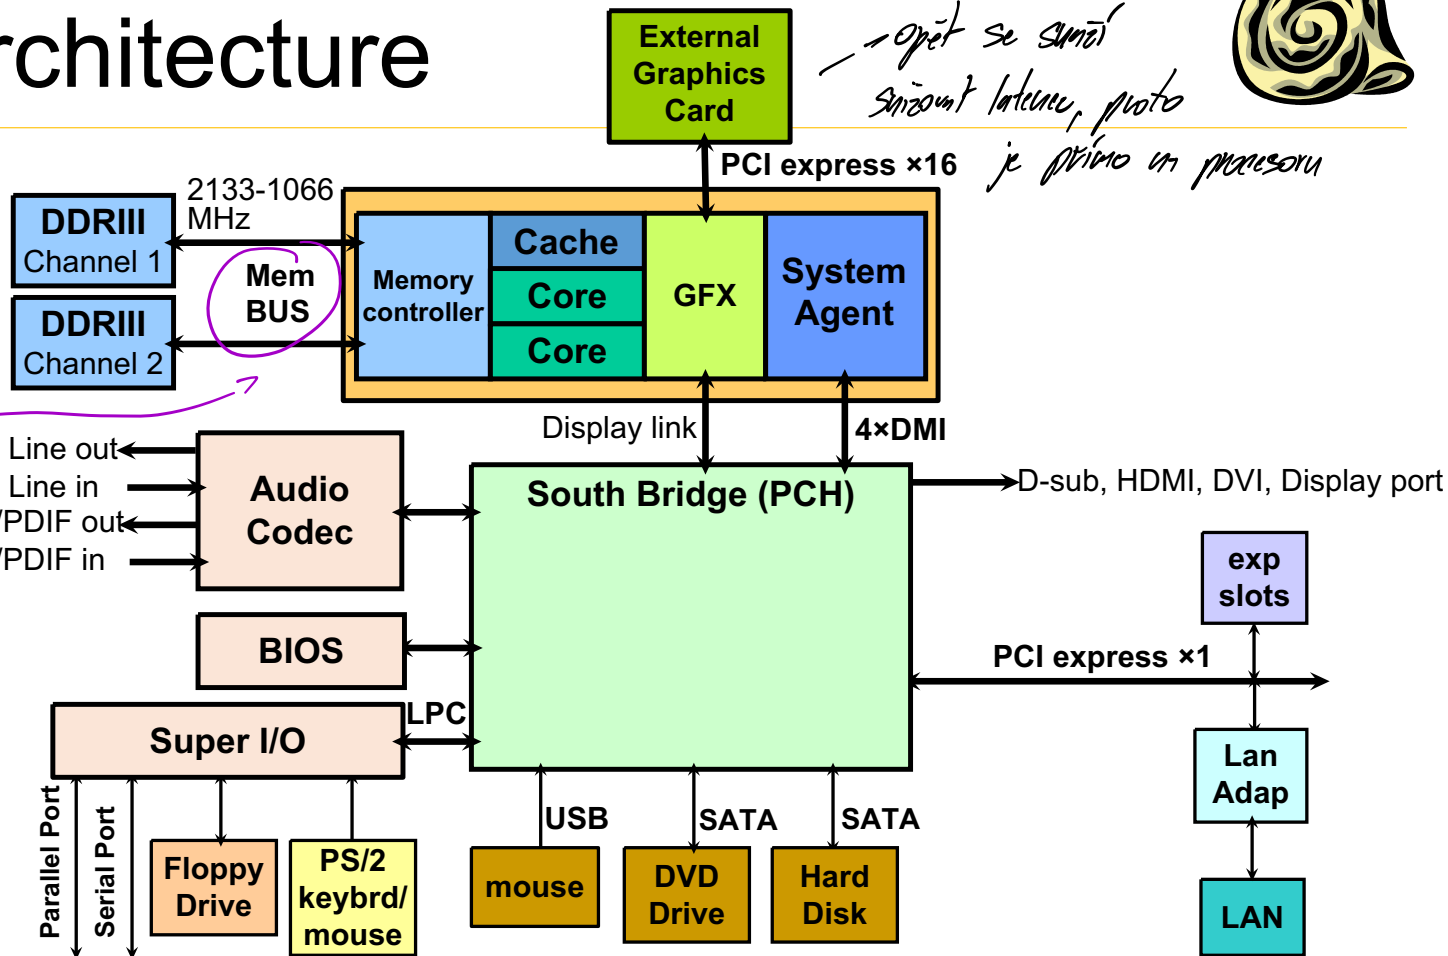 rchitecture
External
Graphics
Card
opět se snaží
snižovat latenci, proto
je přímo na procesoru
PCI express ×16
2133-1066
MHz
DDRIII
Channel 1
DDRIII
Channel 2
Mem
BUS
Memory
controller
Cache
Core
Core
GFX
System
Agent
Display link
4×DMI
Line out
Line in
/PDIF out
/PDIF in
Audio
Codec
South Bridge (PCH)
D-sub, HDMI, DVI, Display port
BIOS
exp
slots
PCI express ×1
LPC
Super I/O
Lan
Adap
LAN
Parallel Port
Serial Port
Floppy
Drive
PS/2
keybrd/
mouse
USB
mouse
SATA
DVD
Drive
SATA
Hard
Disk